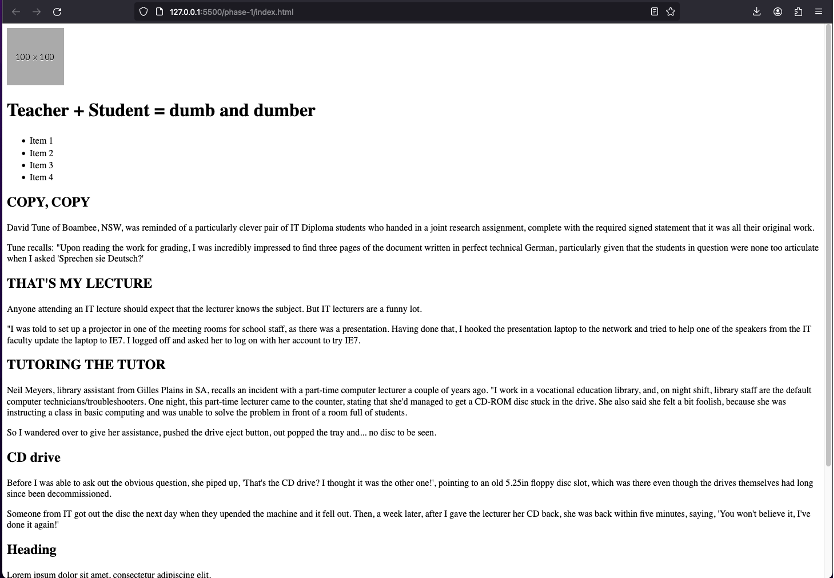 127.0.0.1:5500/phase-1/index.html
100 x 100
Teacher + Student = dumb and dumber
Item 1
Item 2
Item 3
Item 4
COPY, COPY
David Tune of Boambee, NSW, was reminded of a particularly clever pair of IT Diploma students who handed in a joint research assignment, complete with the required signed statement that it was all their original work.
Tune recalls: "Upon reading the work for grading, I was incredibly impressed to find three pages of the document written in perfect technical German, particularly given that the students in question were none too articulate
when I asked 'Sprechen sie Deutsch?'
THAT'S MY LECTURE
Anyone attending an IT lecture should expect that the lecturer knows the subject. But IT lecturers are a funny lot.
"I was told to set up a projector in one of the meeting rooms for school staff, as there was a presentation. Having done that, I hooked the presentation laptop to the network and tried to help one of the speakers from the IT
faculty update the laptop to IE7. I logged off and asked her to log on with her account to try IE7.
TUTORING THE TUTOR
Neil Meyers, library assistant from Gilles Plains in SA, recalls an incident with a part-time computer lecturer a couple of years ago. "I work in a vocational education library, and, on night shift, library staff are the default
computer technicians/troubleshooters. One night, this part-time lecturer came to the counter, stating that she'd managed to get a CD-ROM disc stuck in the drive. She also said she felt a bit foolish, because she was
instructing a class in basic computing and was unable to solve the problem in front of a room full of students.
So I wandered over to give her assistance, pushed the drive eject button, out popped the tray and... no disc to be seen.
CD drive
Before I was able to ask out the obvious question, she piped up, 'That's the CD drive? I thought it was the other one!', pointing to an old 5.25in floppy disc slot, which was there even though the drives themselves had long
since been decommissioned.
Someone from IT got out the disc the next day when they upended the machine and it fell out. Then, a week later, after I gave the lecturer her CD back, she was back within five minutes, saying, 'You won't believe it, I've
done it again!'
Heading
Lorem ipsum dolor sit amet, consectetur adipiscing elit.